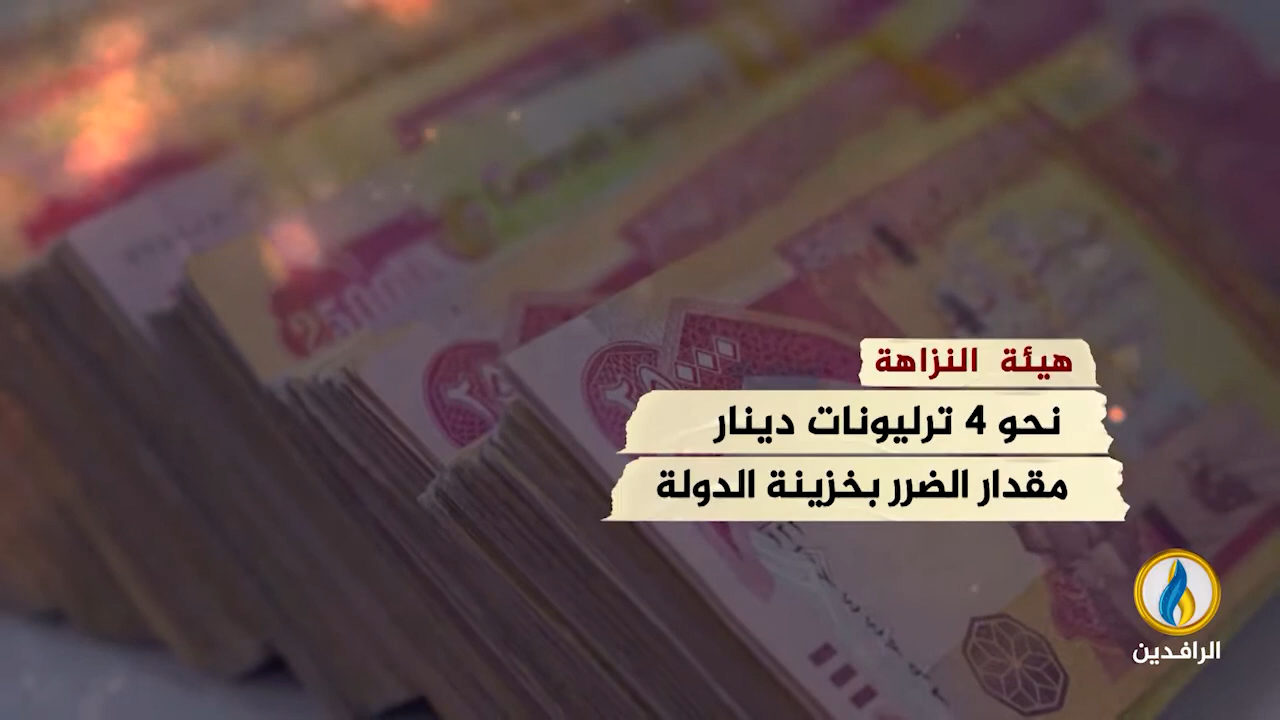 هيئة النزاهة
نحو 4 ترليونات دينار
مقدار الضرر بخزينة الدولة
الرافدين